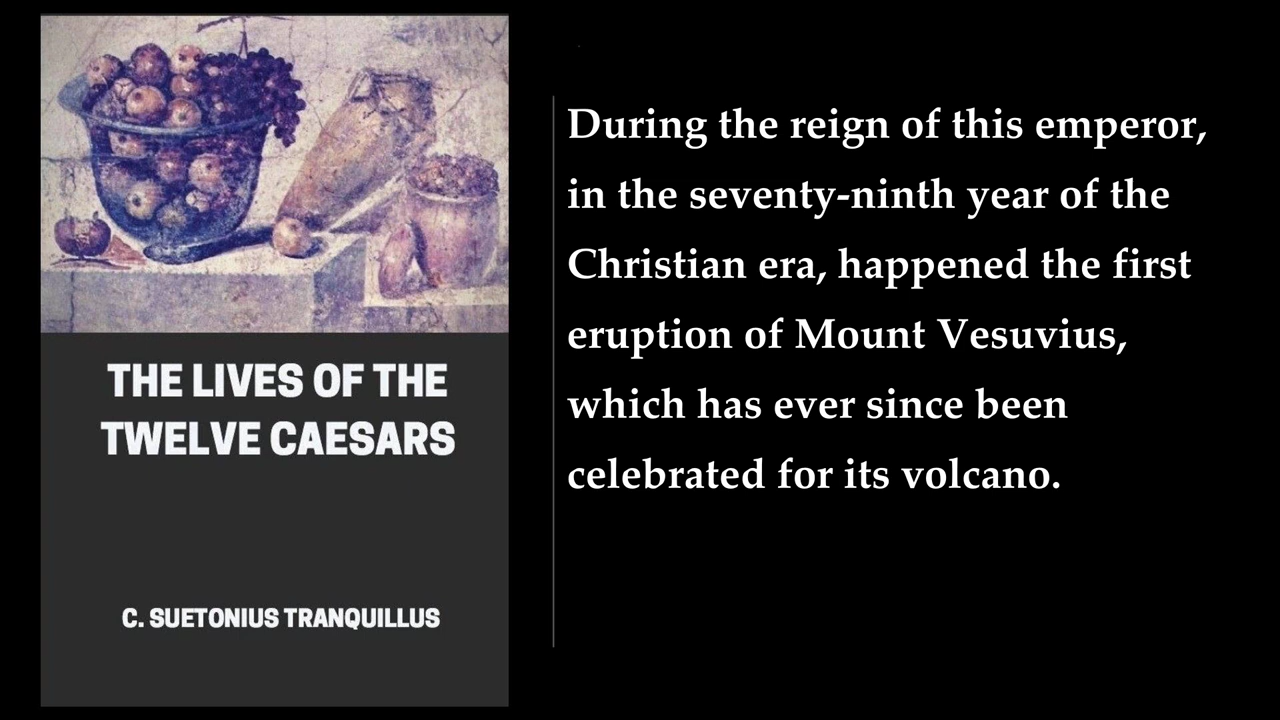 THE LIVES OF THE
TWELVE CAESARS
C. SUETONIUS TRANQUILLUS
During the reign of this emperor,
in the seventy-ninth year of the
Christian era, happened the first
eruption of Mount Vesuvius,
which has ever since been
celebrated for its volcano.